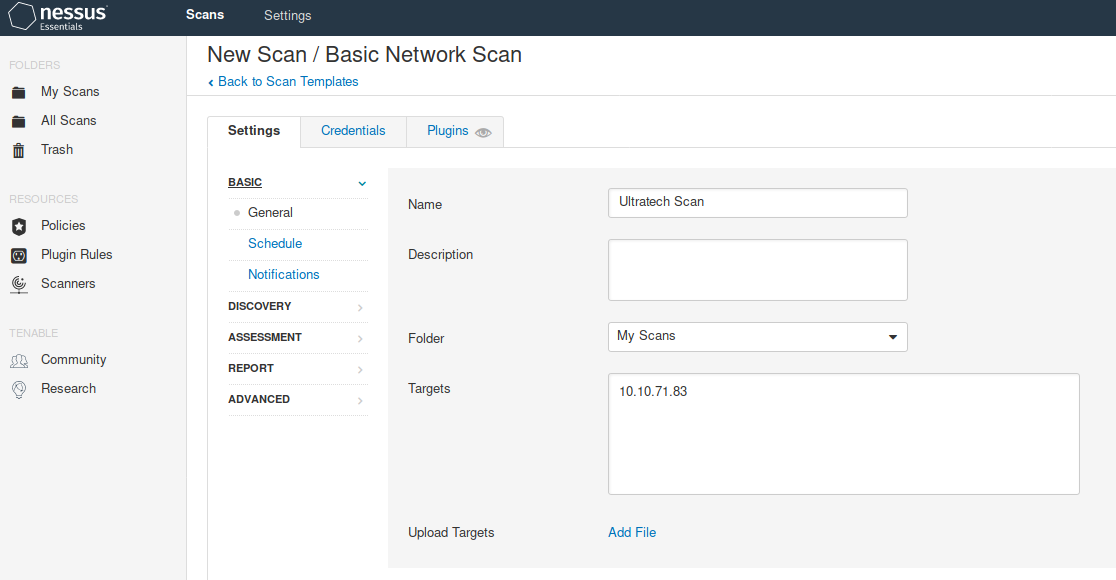 nessus
Essentials
Scans
Settings
FOLDERS
My Scans
All Scans
Trash
RESOURCES
Policies
Plugin Rules
Scanners
TENABLE
Community
Research
New Scan / Basic Network Scan
‹ Back to Scan Templates
Settings
Credentials
Plugins
BASIC
General
Schedule
Notifications
DISCOVERY
ASSESSMENT
REPORT
ADVANCED
Name
Ultratech Scan
Description
Folder
My Scans
Targets
10.10.71.83
Upload Targets
Add File